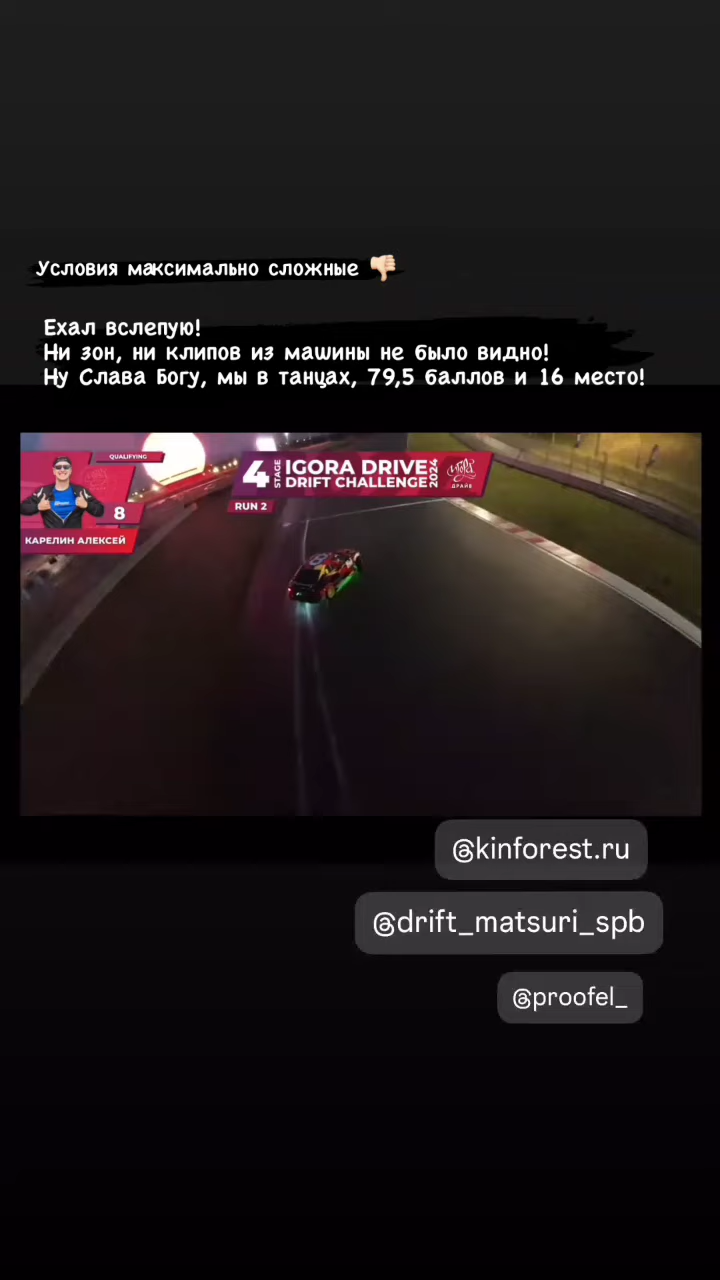 Условия максимально сложные 👎🏻
Ехал вслепую!
Ни зон, ни клипов из машины не было видно!
Ну Слава Богу, мы в танцах, 79,5 баллов и 16 место!
QUALIFYING
8
КАРЕЛИН АЛЕКСЕЙ
4 STAGE
IGORA DRIVE
DRIFT CHALLENGE
2024
ИГОРА
ДРАЙВ
RUN 2
@kinforest.ru
@drift_matsuri_spb
@proofel_